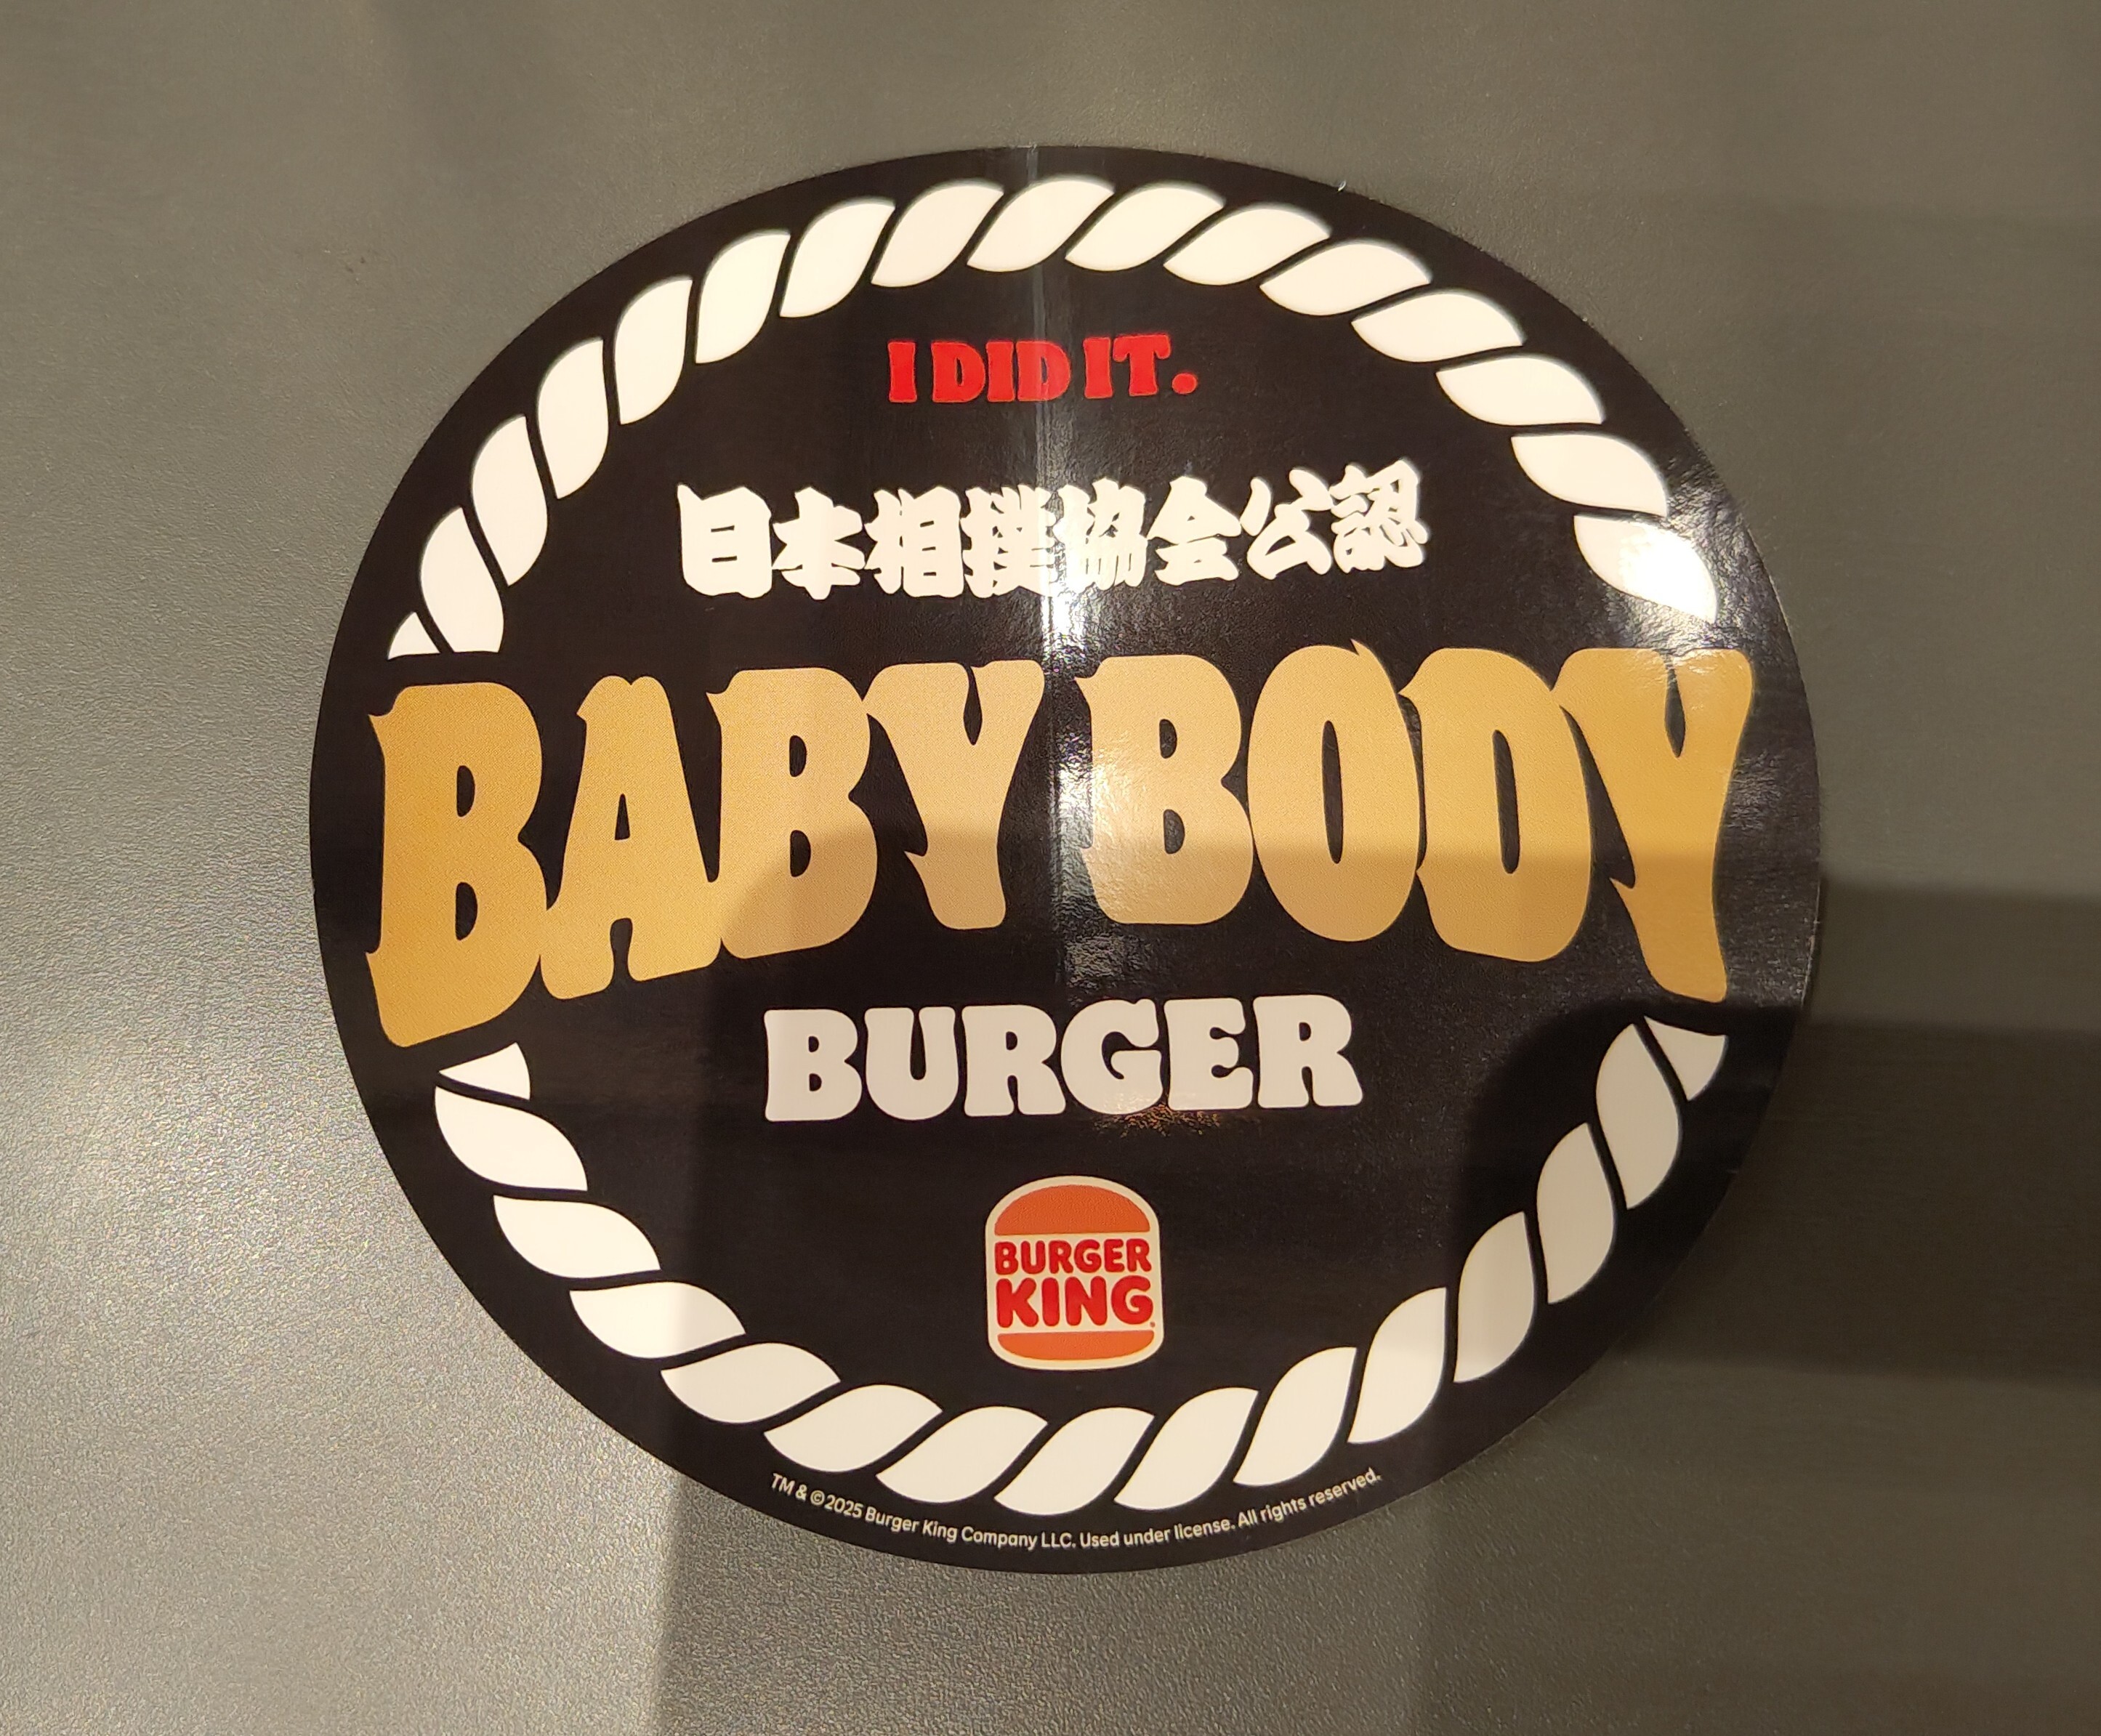 I DID IT.
日本相撲協会公認
BABY BODY
BURGER
BURGER
KING
TM & ©2025 Burger King Company LLC. Used under license. All rights reserved.